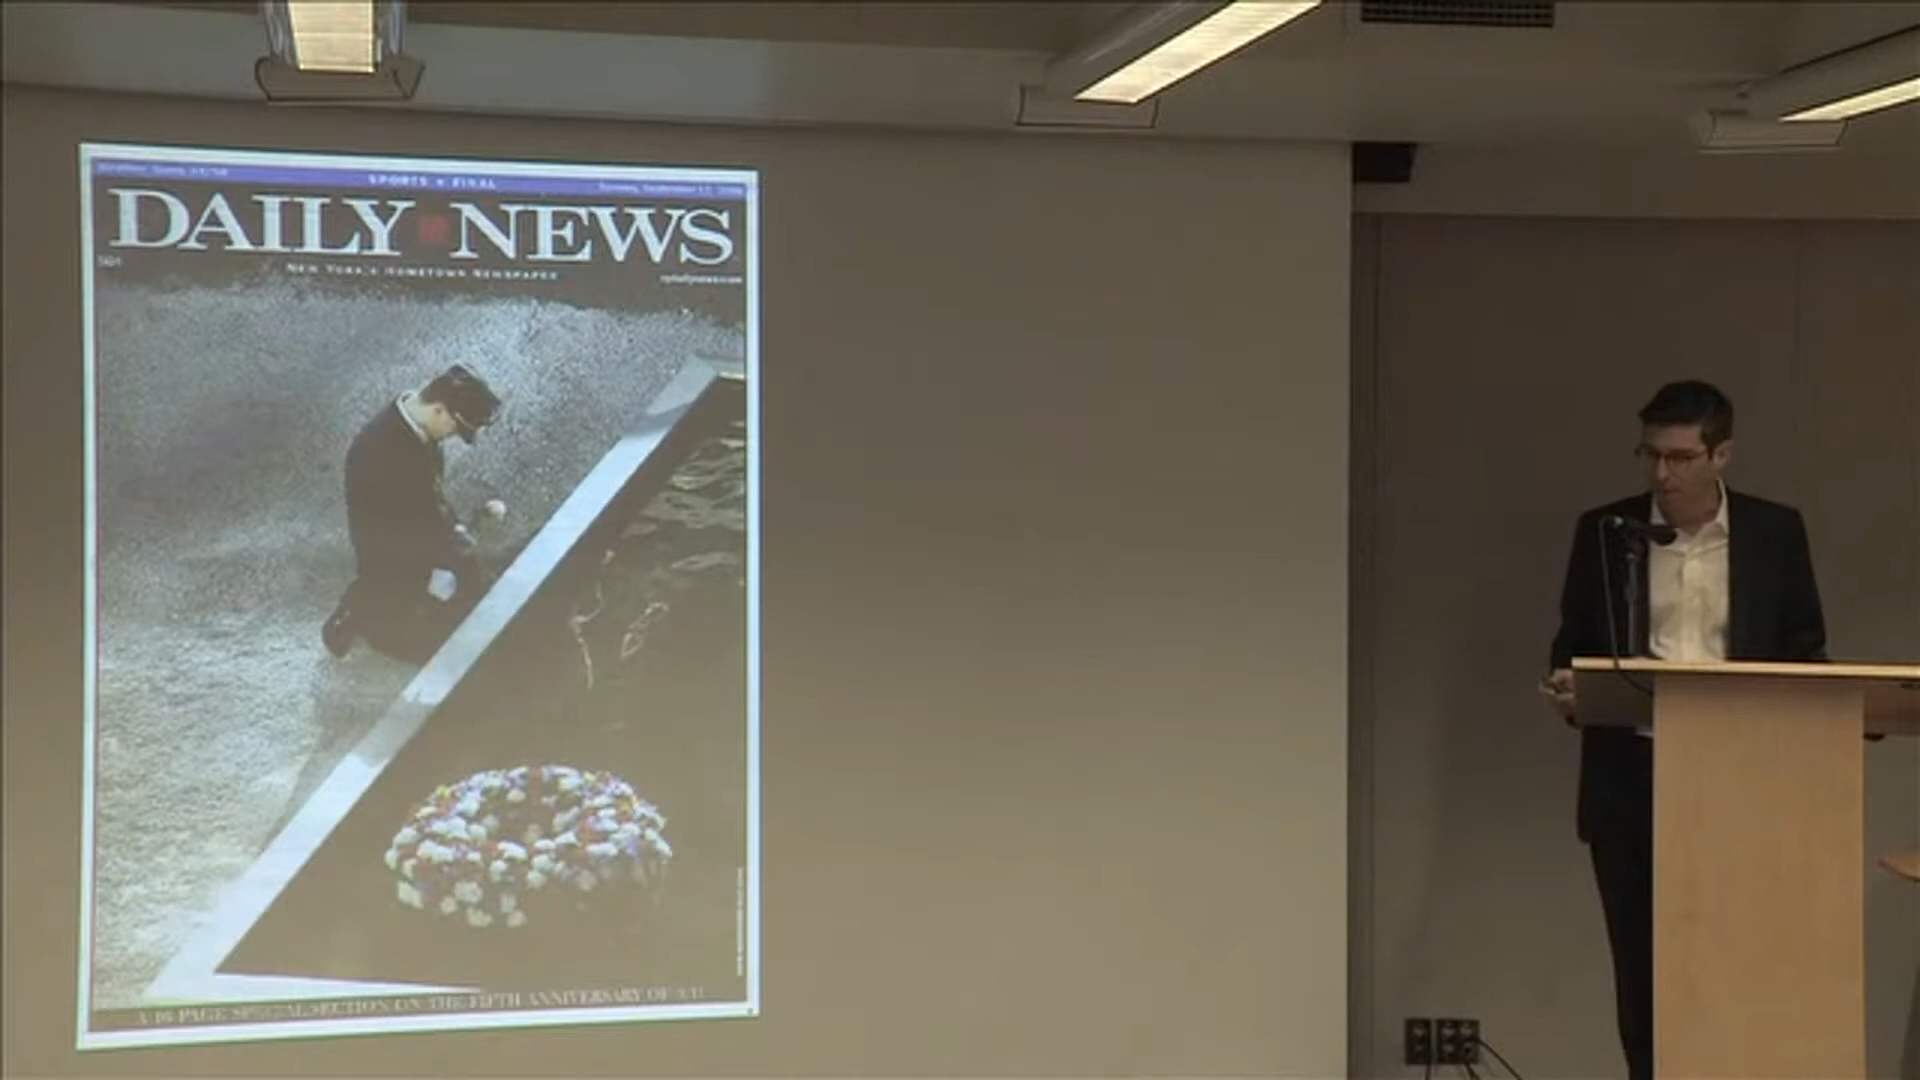 SPORTS ★ FINAL
DAILY NEWS
NEW YORK'S HOMETOWN NEWSPAPER
nydailynews.com
A 16-PAGE SPECIAL SECTION ON THE FIFTH ANNIVERSARY OF 9/11